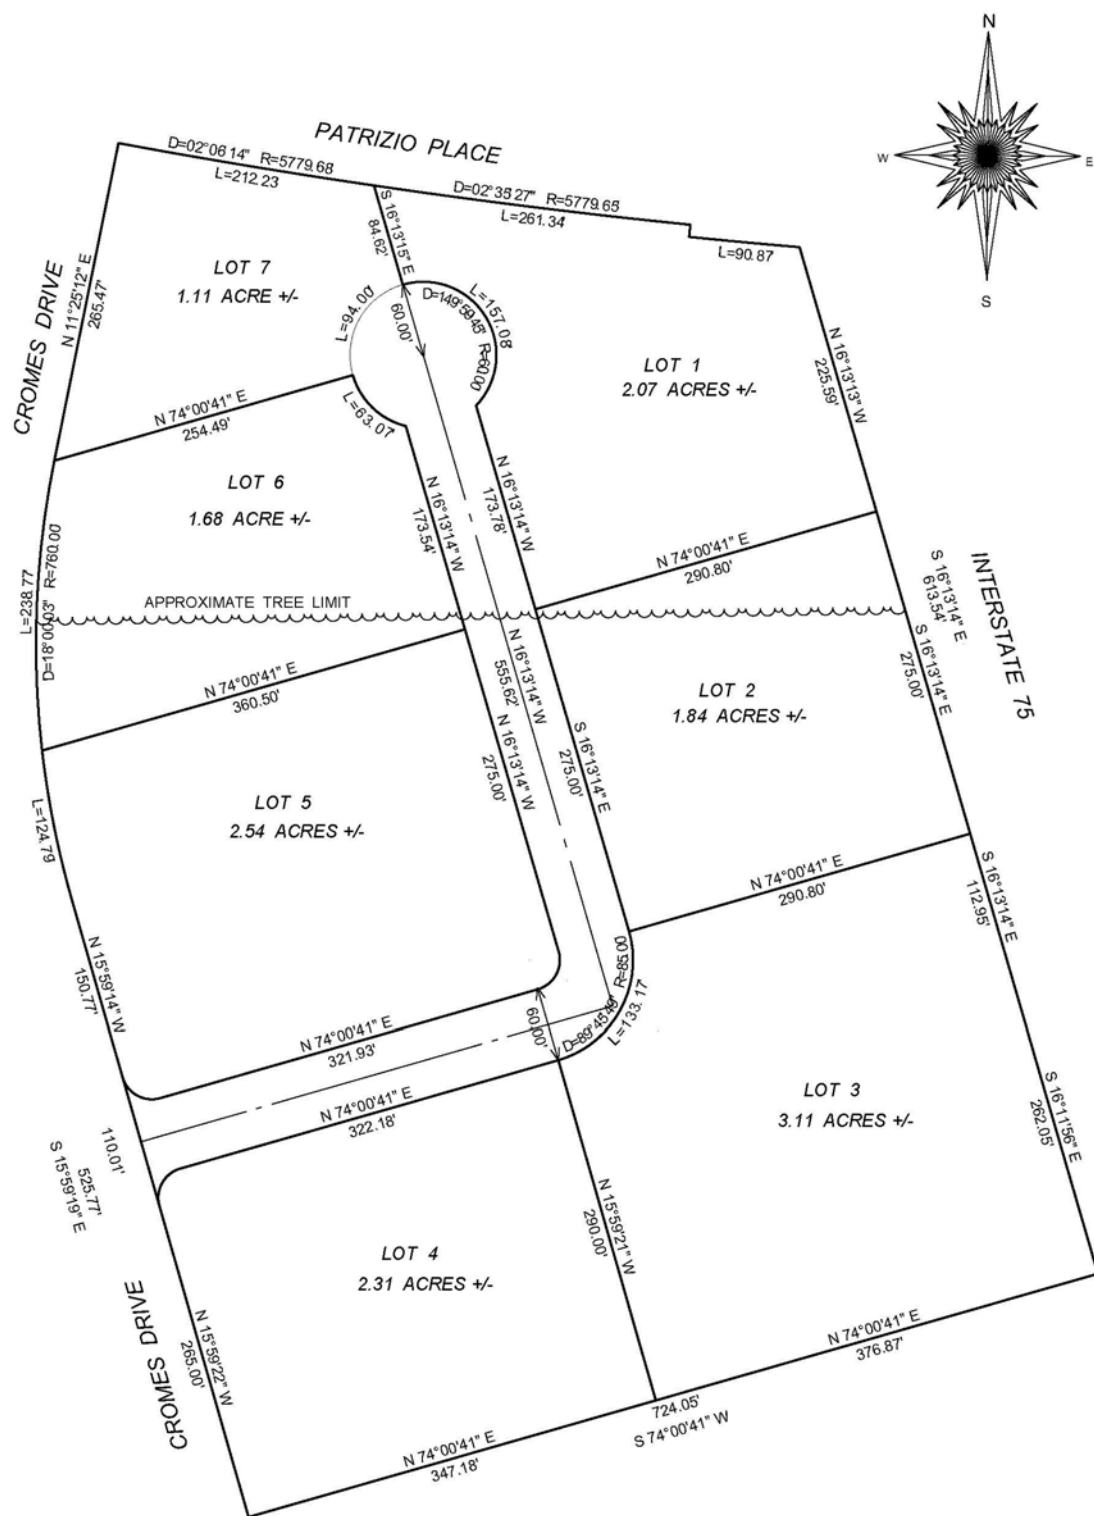 N
W
E
S
PATRIZIO PLACE
D=02°06'14" R=5779.68
L=212.23
D=02°35'27" R=5779.65
L=261.34
L=90.87
S 16°13'15" E
84.62'
CROMES DRIVE
N 11°25'12" E
265.47'
LOT 7
1.11 ACRE +/-
L=94.00'
60.00'
D=149°59'45" R=60.00
L=157.08'
LOT 1
2.07 ACRES +/-
N 16°13'13" W
225.59'
N 74°00'41" E
254.49'
L=63.07'
LOT 6
1.68 ACRE +/-
N 16°13'14" W
173.54'
N 16°13'14" W
173.78'
N 74°00'41" E
290.80'
L=238.77
D=18°00'03" R=760.00
APPROXIMATE TREE LIMIT
S 16°13'14" E
613.54'
INTERSTATE 75
S 16°13'14" E
275.00'
N 16°13'14" W
555.62'
N 74°00'41" E
360.50'
LOT 2
1.84 ACRES +/-
N 16°13'14" W
275.00'
S 16°13'14" E
275.00'
LOT 5
2.54 ACRES +/-
L=124.79
N 74°00'41" E
290.80'
S 16°13'14" E
112.95'
N 15°59'14" W
150.77'
N 74°00'41" E
321.93'
60.00'
D=89°45'49" R=85.00
L=133.17'
LOT 3
3.11 ACRES +/-
S 16°11'56" E
262.05'
N 74°00'41" E
322.18'
110.01'
525.77'
S 15°59'19" E
LOT 4
2.31 ACRES +/-
N 15°59'21" W
290.00'
CROMES DRIVE
N 15°59'22" W
265.00'
N 74°00'41" E
376.87'
724.05'
S 74°00'41" W
N 74°00'41" E
347.18'